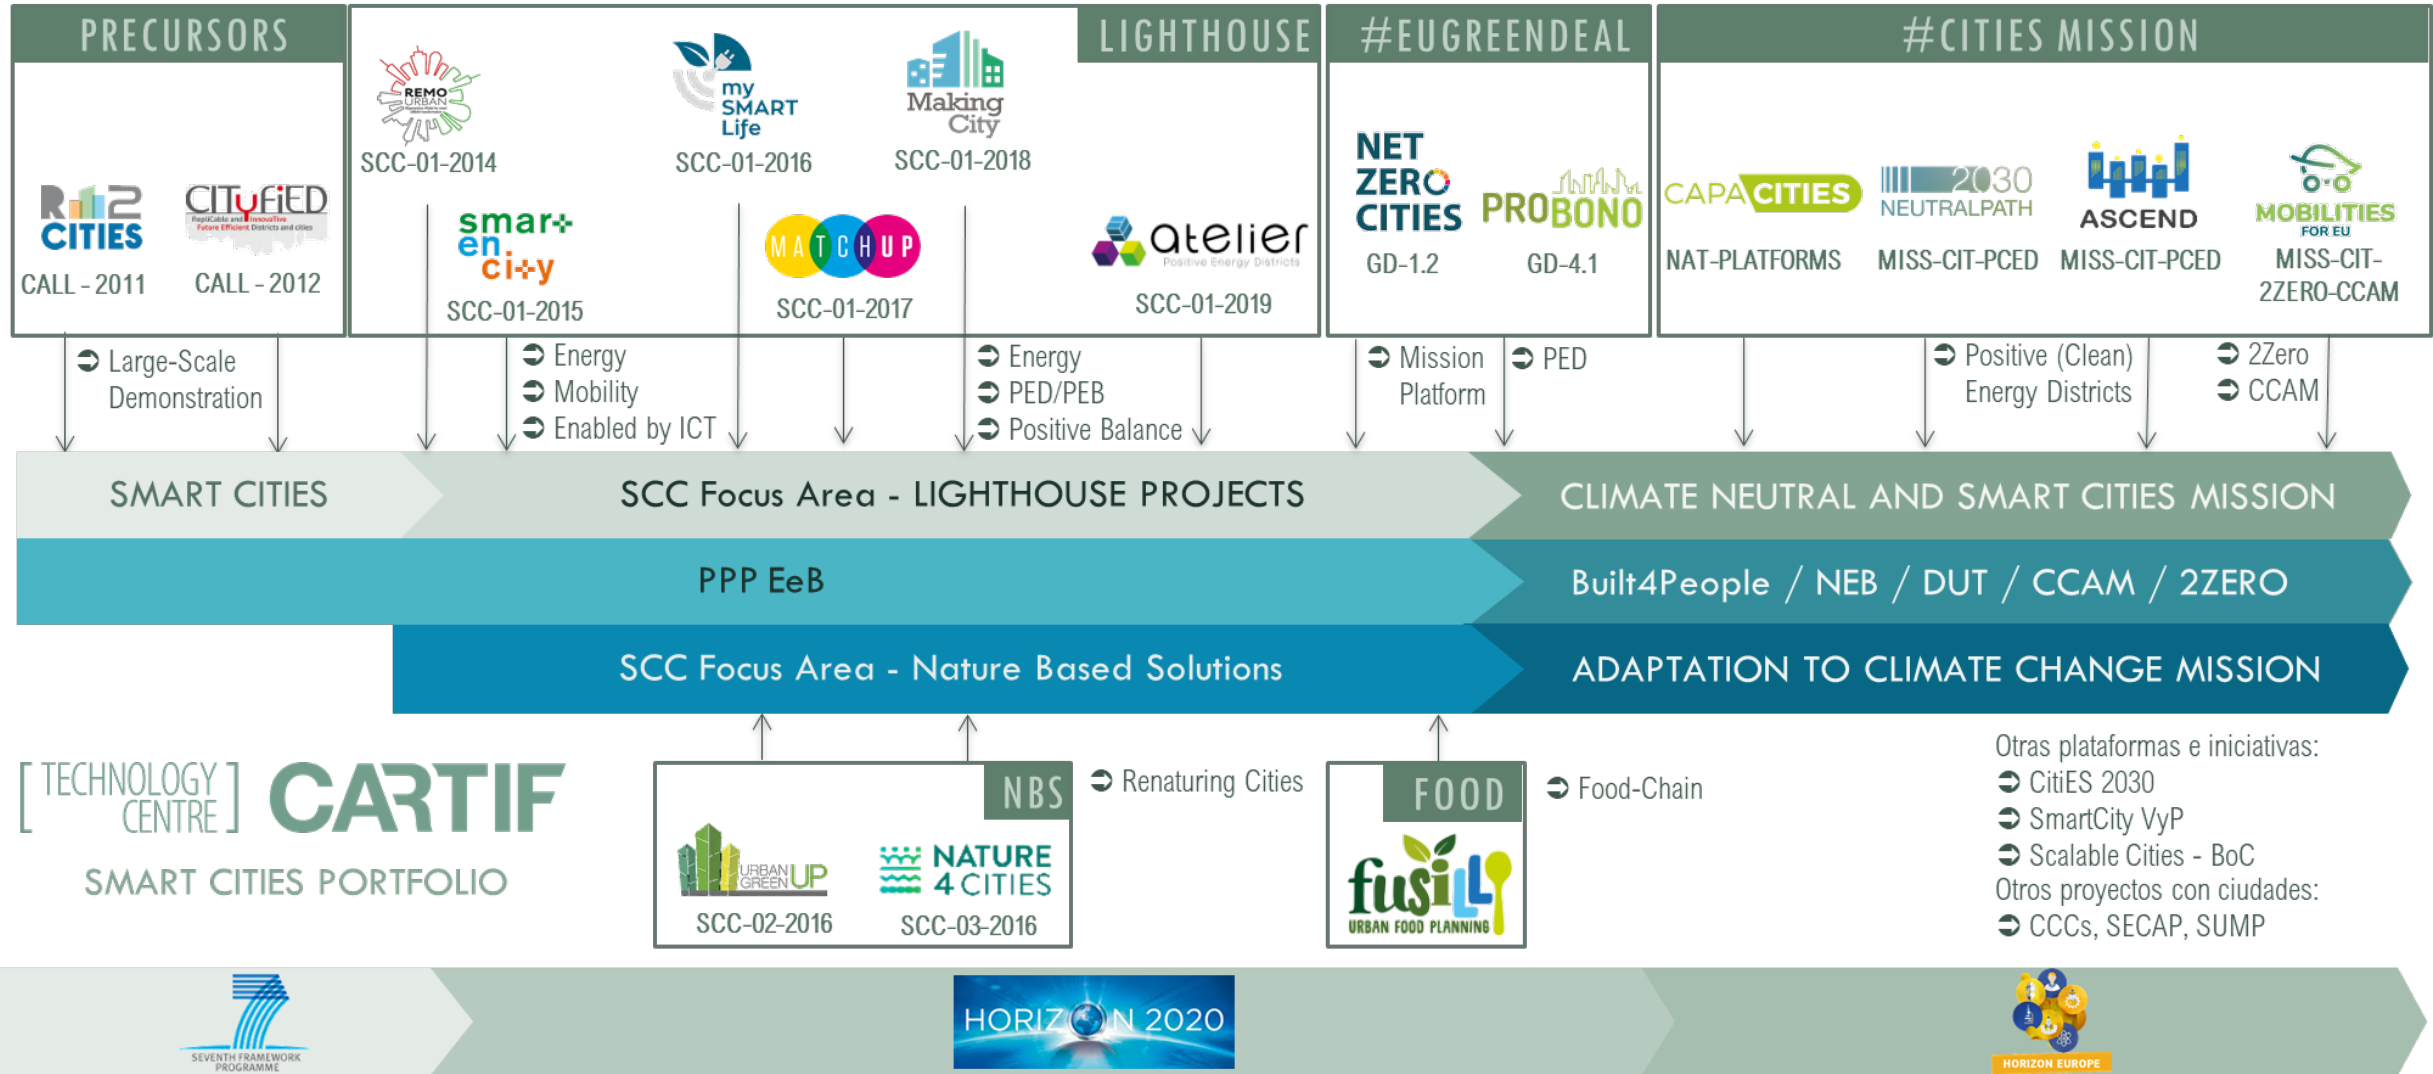 PRECURSORS
LIGHTHOUSE
#EUGREENDEAL
#CITIES MISSION
R2
CITIES
CALL - 2011
CITyFiED
RepliCable and InnovaTive
Future Efficient Districts and cities
CALL - 2012
REMO
URBAN
SCC-01-2014
smart
en
city
SCC-01-2015
my
SMART
Life
SCC-01-2016
MATCHUP
SCC-01-2017
Making
City
SCC-01-2018
atelier
Positive Energy Districts
SCC-01-2019
NET
ZERO
CITIES
GD-1.2
PROBONO
GD-4.1
CAPACITIES
NAT-PLATFORMS
2030
NEUTRALPATH
MISS-CIT-PCED
ASCEND
MISS-CIT-PCED
MOBILITIES
FOR EU
MISS-CIT-
2ZERO-CCAM
Large-Scale
Demonstration
Energy
Mobility
Enabled by ICT
Energy
PED/PEB
Positive Balance
Mission
Platform
PED
Positive (Clean)
Energy Districts
2Zero
CCAM
SMART CITIES
SCC Focus Area - LIGHTHOUSE PROJECTS
CLIMATE NEUTRAL AND SMART CITIES MISSION
PPP EeB
Built4People / NEB / DUT / CCAM / 2ZERO
SCC Focus Area - Nature Based Solutions
ADAPTATION TO CLIMATE CHANGE MISSION
[TECHNOLOGY
CENTRE]
CARTIF
SMART CITIES PORTFOLIO
NBS
URBAN
GREEN UP
SCC-02-2016
NATURE
4 CITIES
SCC-03-2016
Renaturing Cities
FOOD
fusilli
URBAN FOOD PLANNING
Food-Chain
Otras plataformas e iniciativas:
CitiES 2030
SmartCity VyP
Scalable Cities - BoC
Otros proyectos con ciudades:
CCCs, SECAP, SUMP
7
SEVENTH FRAMEWORK
PROGRAMME
HORIZON 2020
HORIZON EUROPE